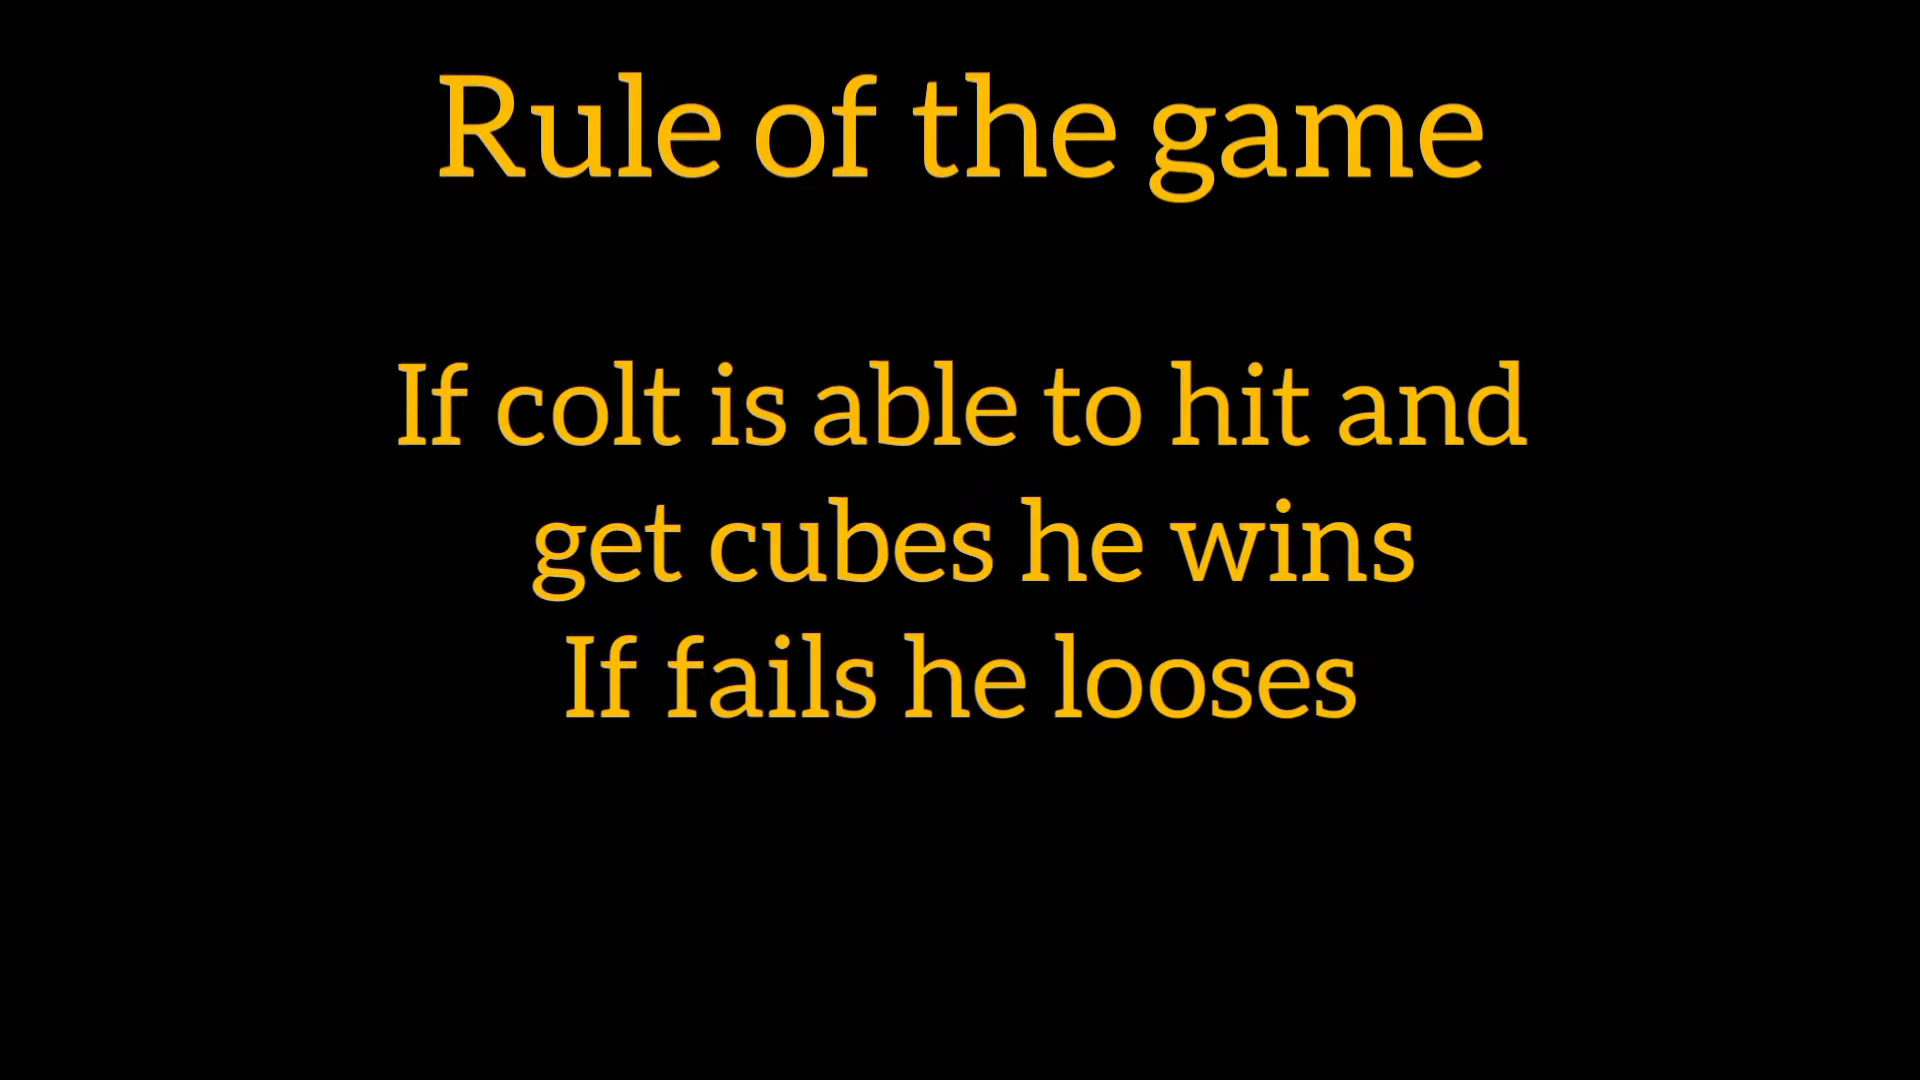 Rule of the game
If colt is able to hit and
get cubes he wins
If fails he looses